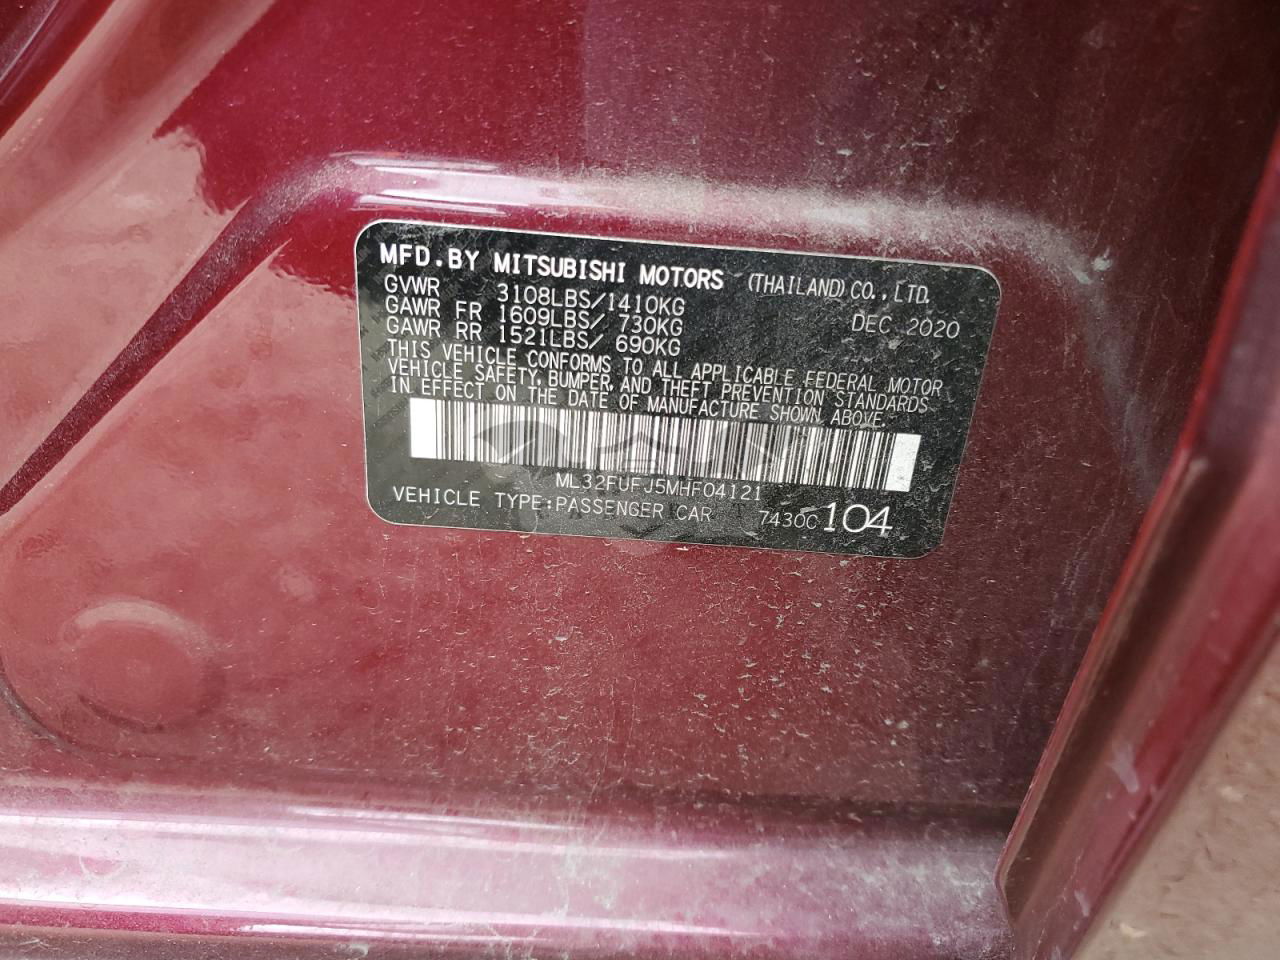 MFD.BY MITSUBISHI MOTORS (THAILAND) CO., LTD.
GVWR 3108LBS/1410KG DEC 2020
GAWR FR 1609LBS/ 730KG
GAWR RR 1521LBS/ 690KG
THIS VEHICLE CONFORMS TO ALL APPLICABLE FEDERAL MOTOR
VEHICLE SAFETY, BUMPER, AND THEFT PREVENTION STANDARDS
IN EFFECT ON THE DATE OF MANUFACTURE SHOWN ABOVE.
ML32FUFJ5MHF04121
VEHICLE TYPE:PASSENGER CAR 7430C 104